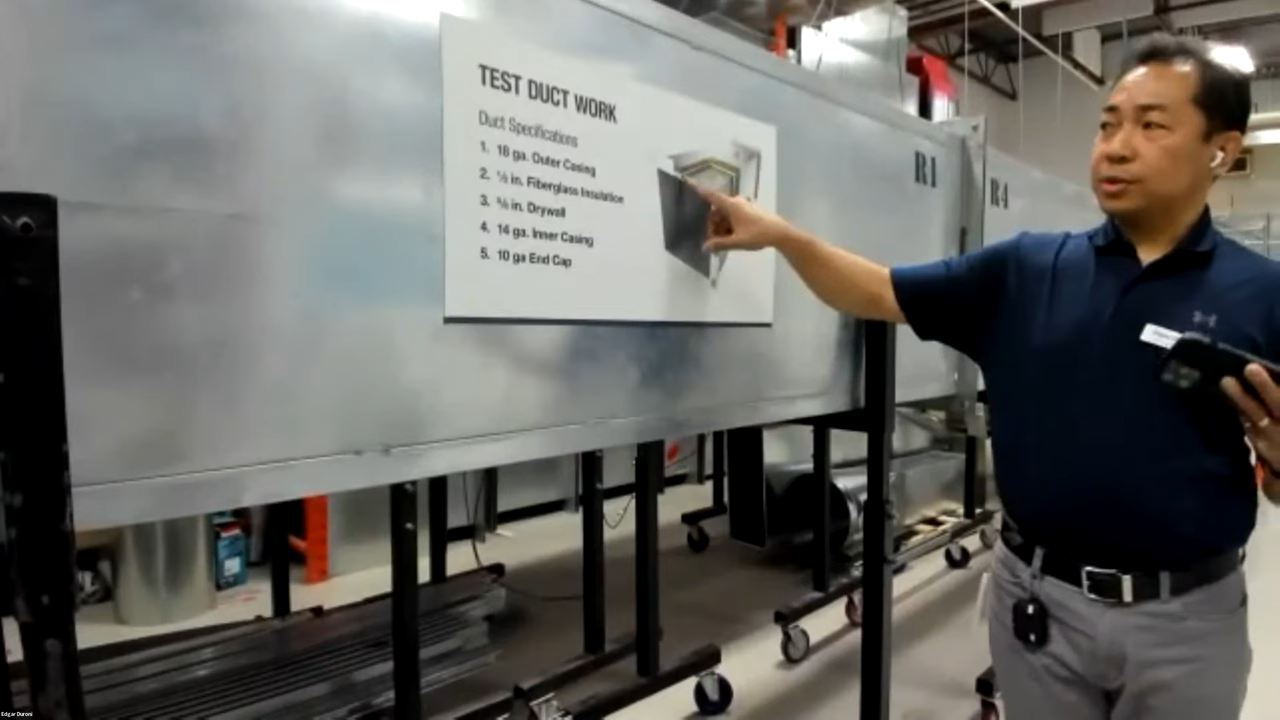 TEST DUCT WORK
Duct Specifications
1. 18 ga. Outer Casing
2. ½ in. Fiberglass Insulation
3. ⅝ in. Drywall
4. 14 ga. Inner Casing
5. 10 ga End Cap
R1
R4
Edgar Duroni